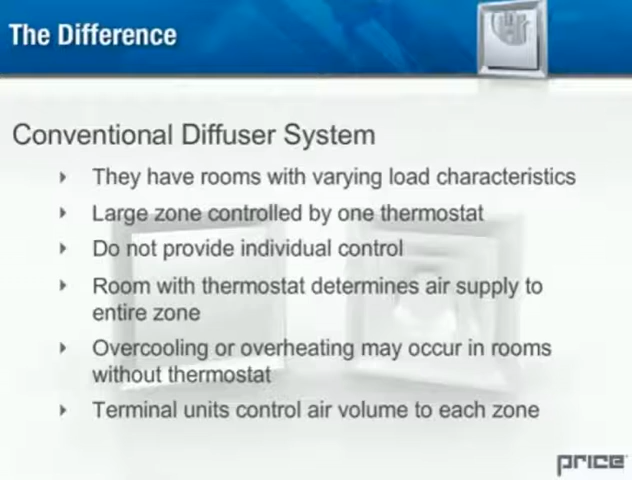 The Difference
Conventional Diffuser System
They have rooms with varying load characteristics
Large zone controlled by one thermostat
Do not provide individual control
Room with thermostat determines air supply to
entire zone
Overcooling or overheating may occur in rooms
without thermostat
Terminal units control air volume to each zone
price